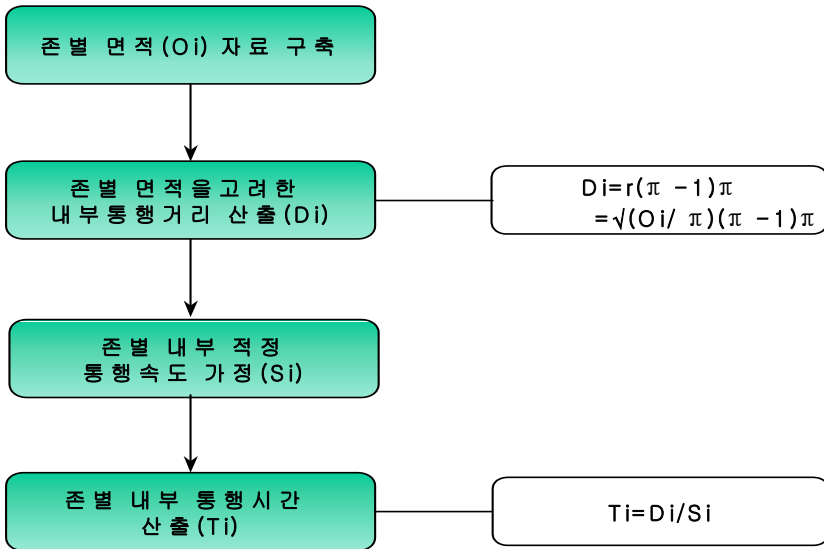 존별 면적(Oi) 자료 구축
존별 면적을고려한
내부통행거리 산출(Di)
Di=r(π -1)π
=√(Oi/ π)(π -1)π
존별 내부 적정
통행속도 가정(Si)
존별 내부 통행시간
산출(Ti)
Ti=Di/Si